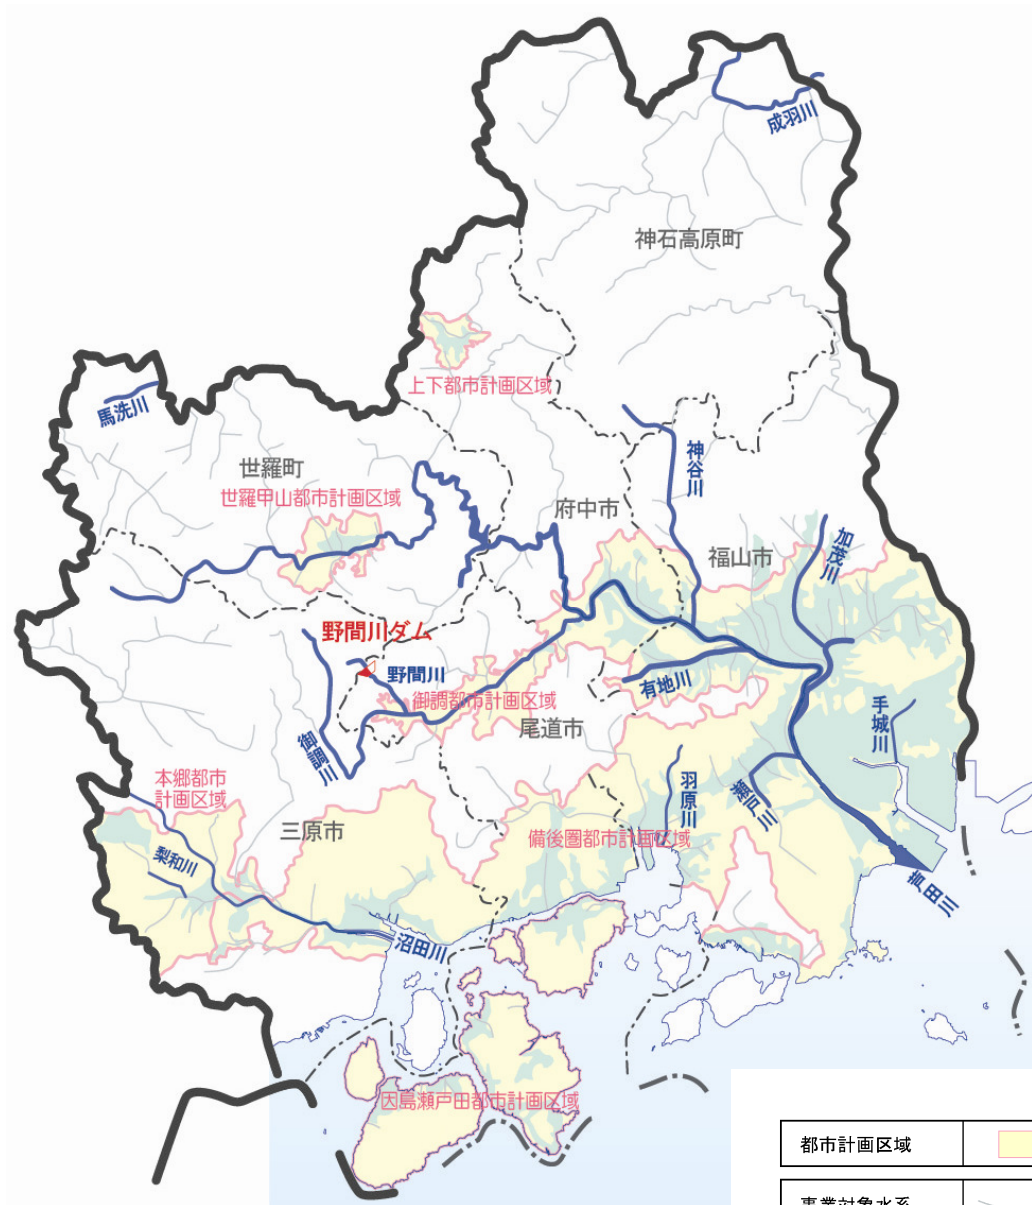 成羽川
神石高原町
上下都市計画区域
馬洗川
世羅町
世羅甲山都市計画区域
神谷川
府中市
福山市
加茂川
野間川ダム
野間川
有地川
御調都市計画区域
尾道市
手城川
御調川
本郷都市
計画区域
羽原川
瀬戸川
三原市
備後圏都市計画区域
梨和川
芦田川
沼田川
因島瀬戸田都市計画区域
都市計画区域
事業対象水系